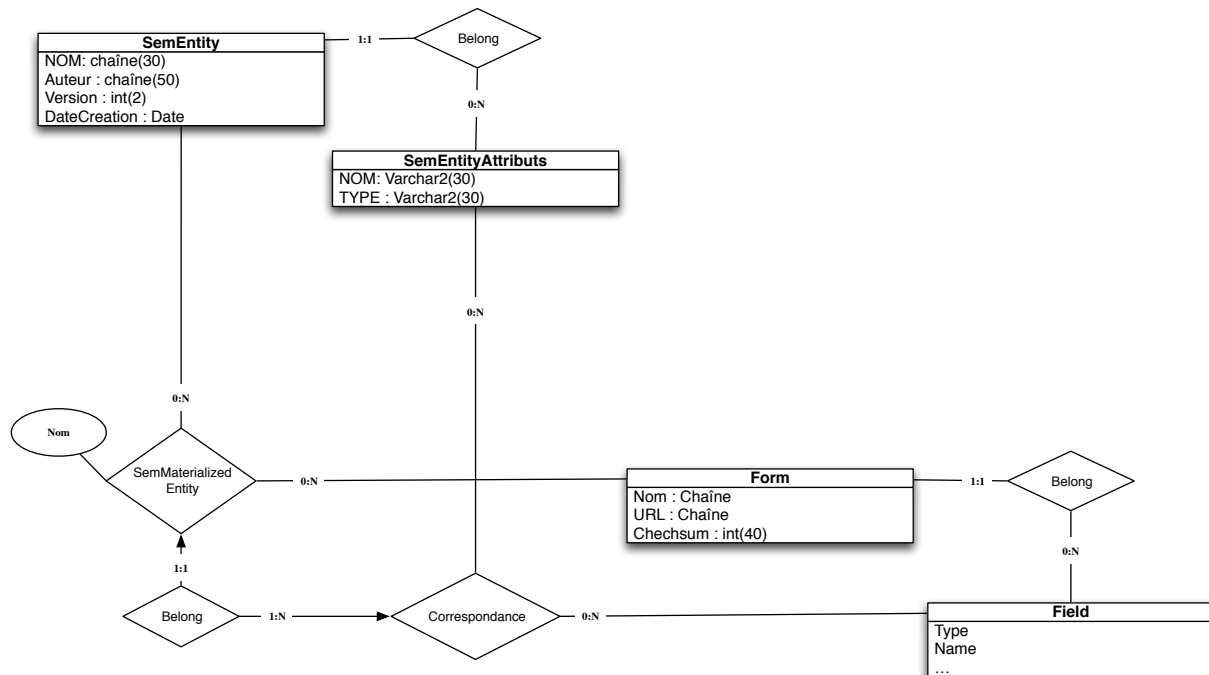 SemEntity
NOM: chaîne(30)
Auteur : chaîne(50)
Version : int(2)
DateCreation : Date
1:1
Belong
0:N
SemEntityAttributs
NOM: Varchar2(30)
TYPE : Varchar2(30)
0:N
0:N
Nom
SemMaterialized
Entity
0:N
Form
Nom : Chaîne
URL : Chaîne
Chechsum : int(40)
1:1
Belong
0:N
1:1
Belong
1:N
Correspondance
0:N
Field
Type
Name
...